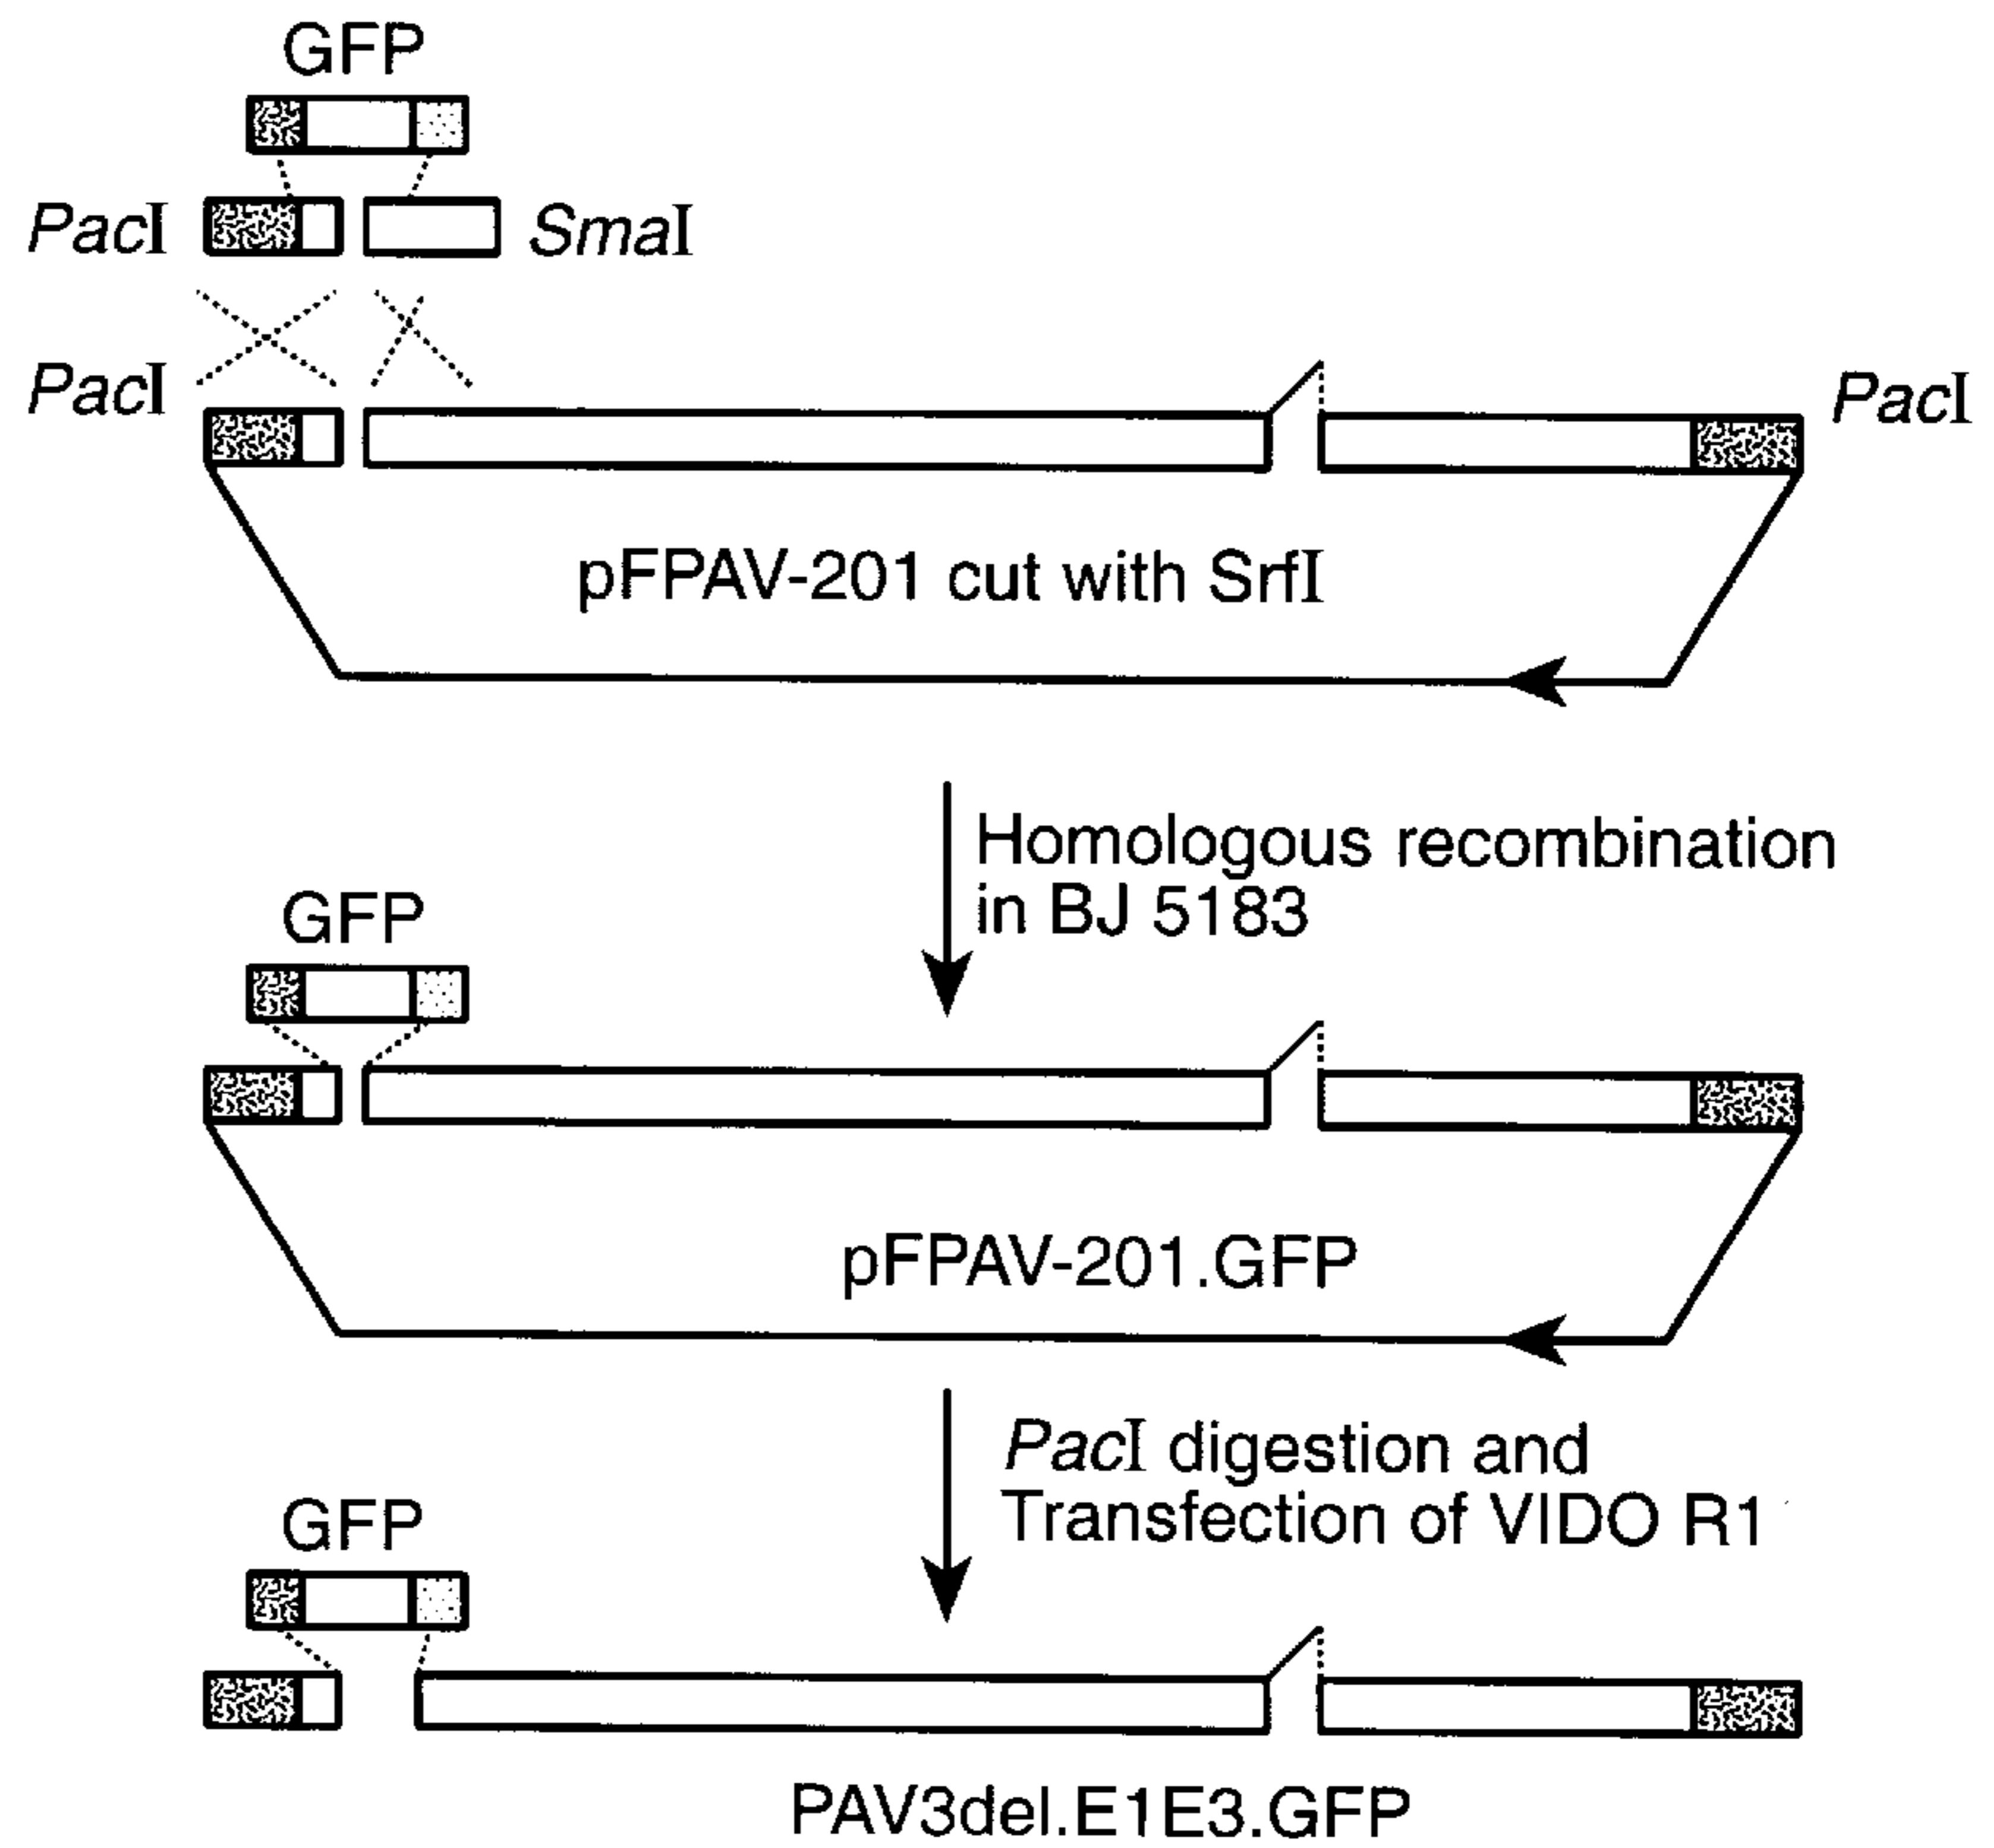 GFP
PacI
SmaI
PacI
PacI
pFPAV-201 cut with SrfI
Homologous recombination
in BJ 5183
GFP
pFPAV-201.GFP
PacI digestion and
Transfection of VIDO R1
GFP
PAV3del.E1E3.GFP